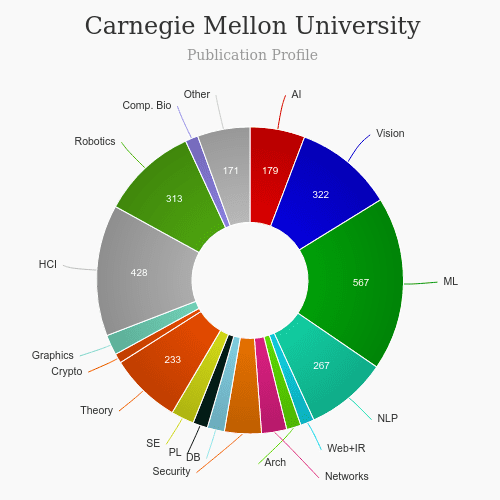 Carnegie Mellon University
Publication Profile
Other
AI
Comp. Bio
Vision
Robotics
171
179
322
313
HCI
428
567
ML
Graphics
Crypto
233
267
Theory
NLP
SE
PL
DB
Web+IR
Security
Arch
Networks